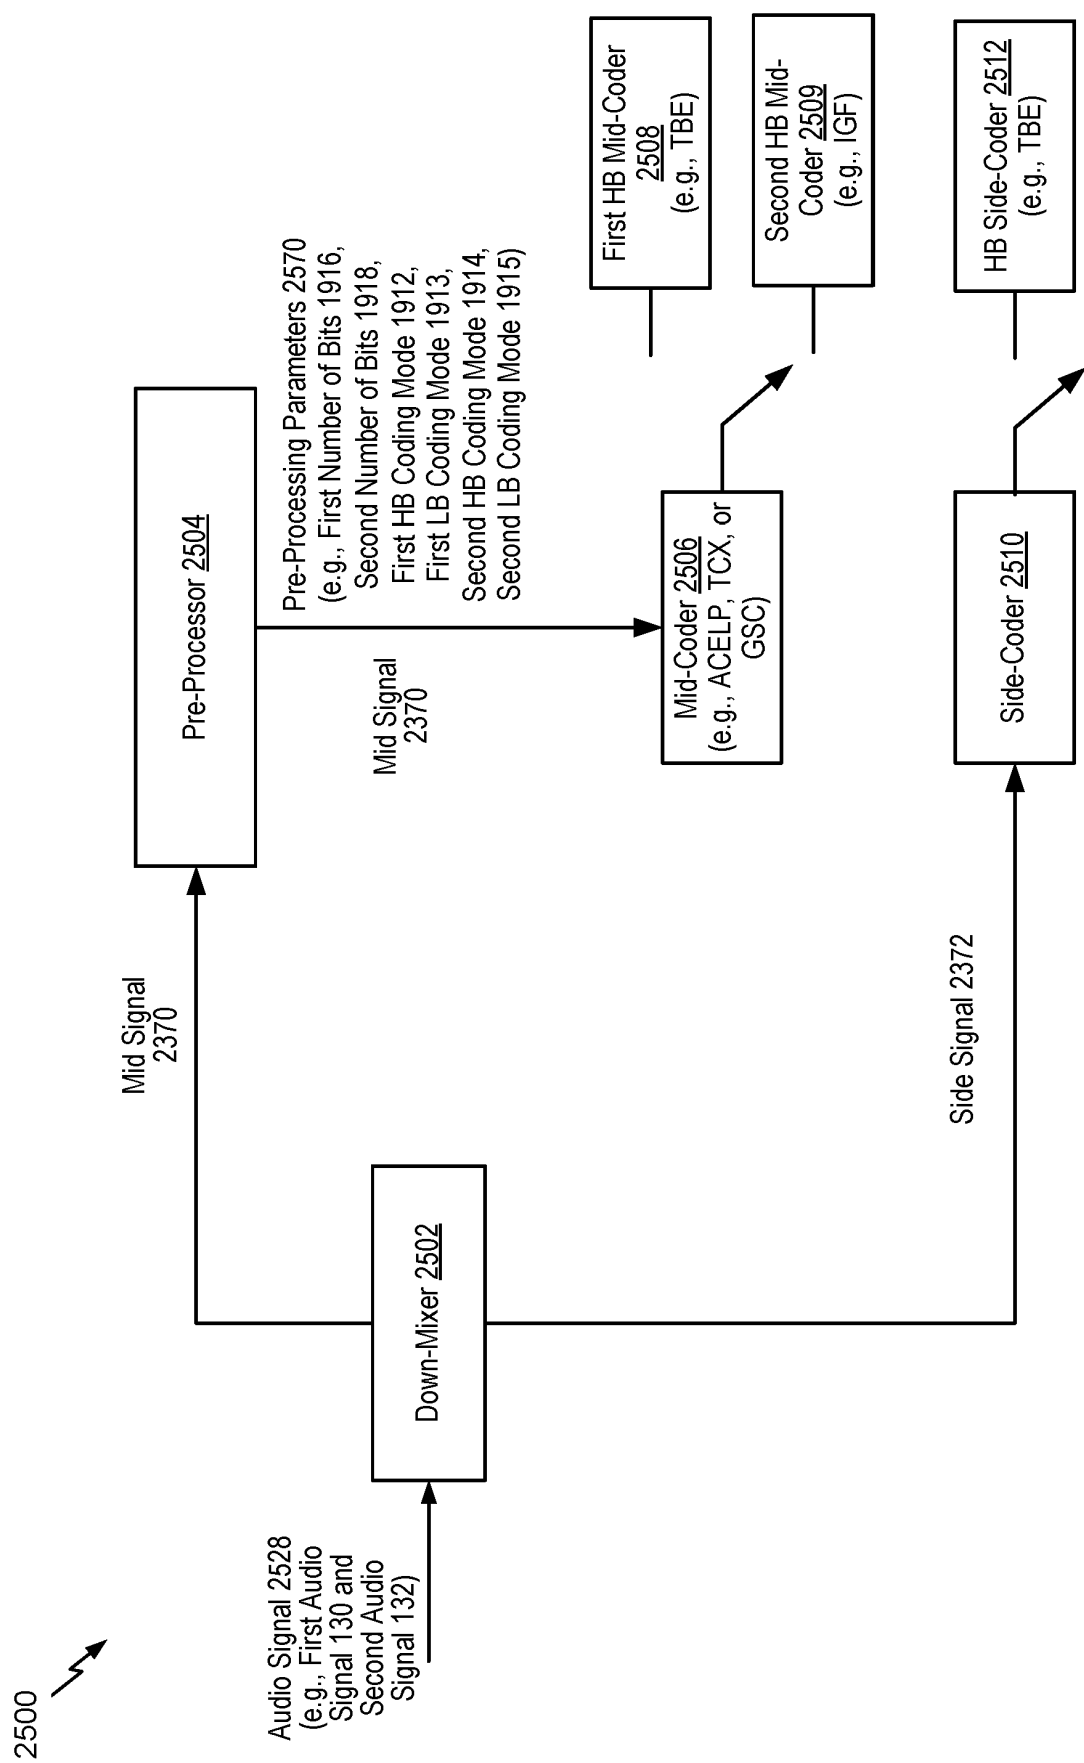 2500
Audio Signal 2528
(e.g., First Audio
Signal 130 and
Second Audio
Signal 132)
Down-Mixer 2502
Mid Signal
2370
Pre-Processor 2504
Mid Signal
2370
Pre-Processing Parameters 2570
(e.g., First Number of Bits 1916,
Second Number of Bits 1918,
First HB Coding Mode 1912,
First LB Coding Mode 1913,
Second HB Coding Mode 1914,
Second LB Coding Mode 1915)
Mid-Coder 2506
(e.g., ACELP, TCX, or
GSC)
First HB Mid-Coder
2508
(e.g., TBE)
Second HB Mid-
Coder 2509
(e.g., IGF)
Side Signal 2372
Side-Coder 2510
HB Side-Coder 2512
(e.g., TBE)